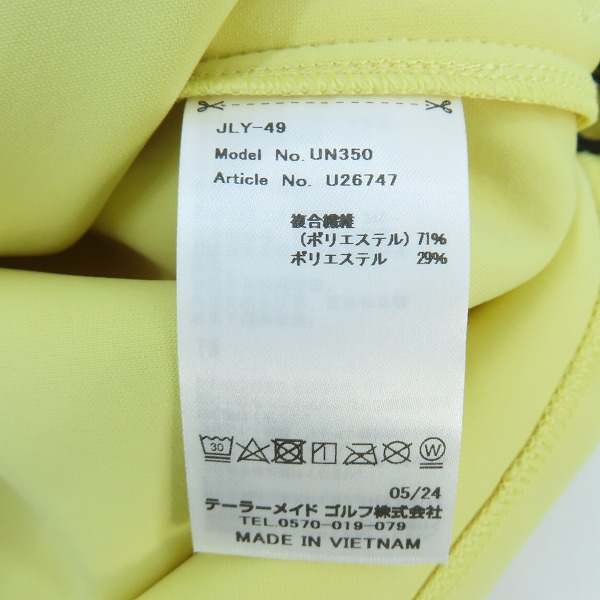 JLY-49
Model No. UN350
Article No. U26747
複合繊維
(ポリエステル) 71%
ポリエステル 29%
30
W
05/24
テーラーメイド ゴルフ株式会社
TEL.0570-019-079
MADE IN VIETNAM